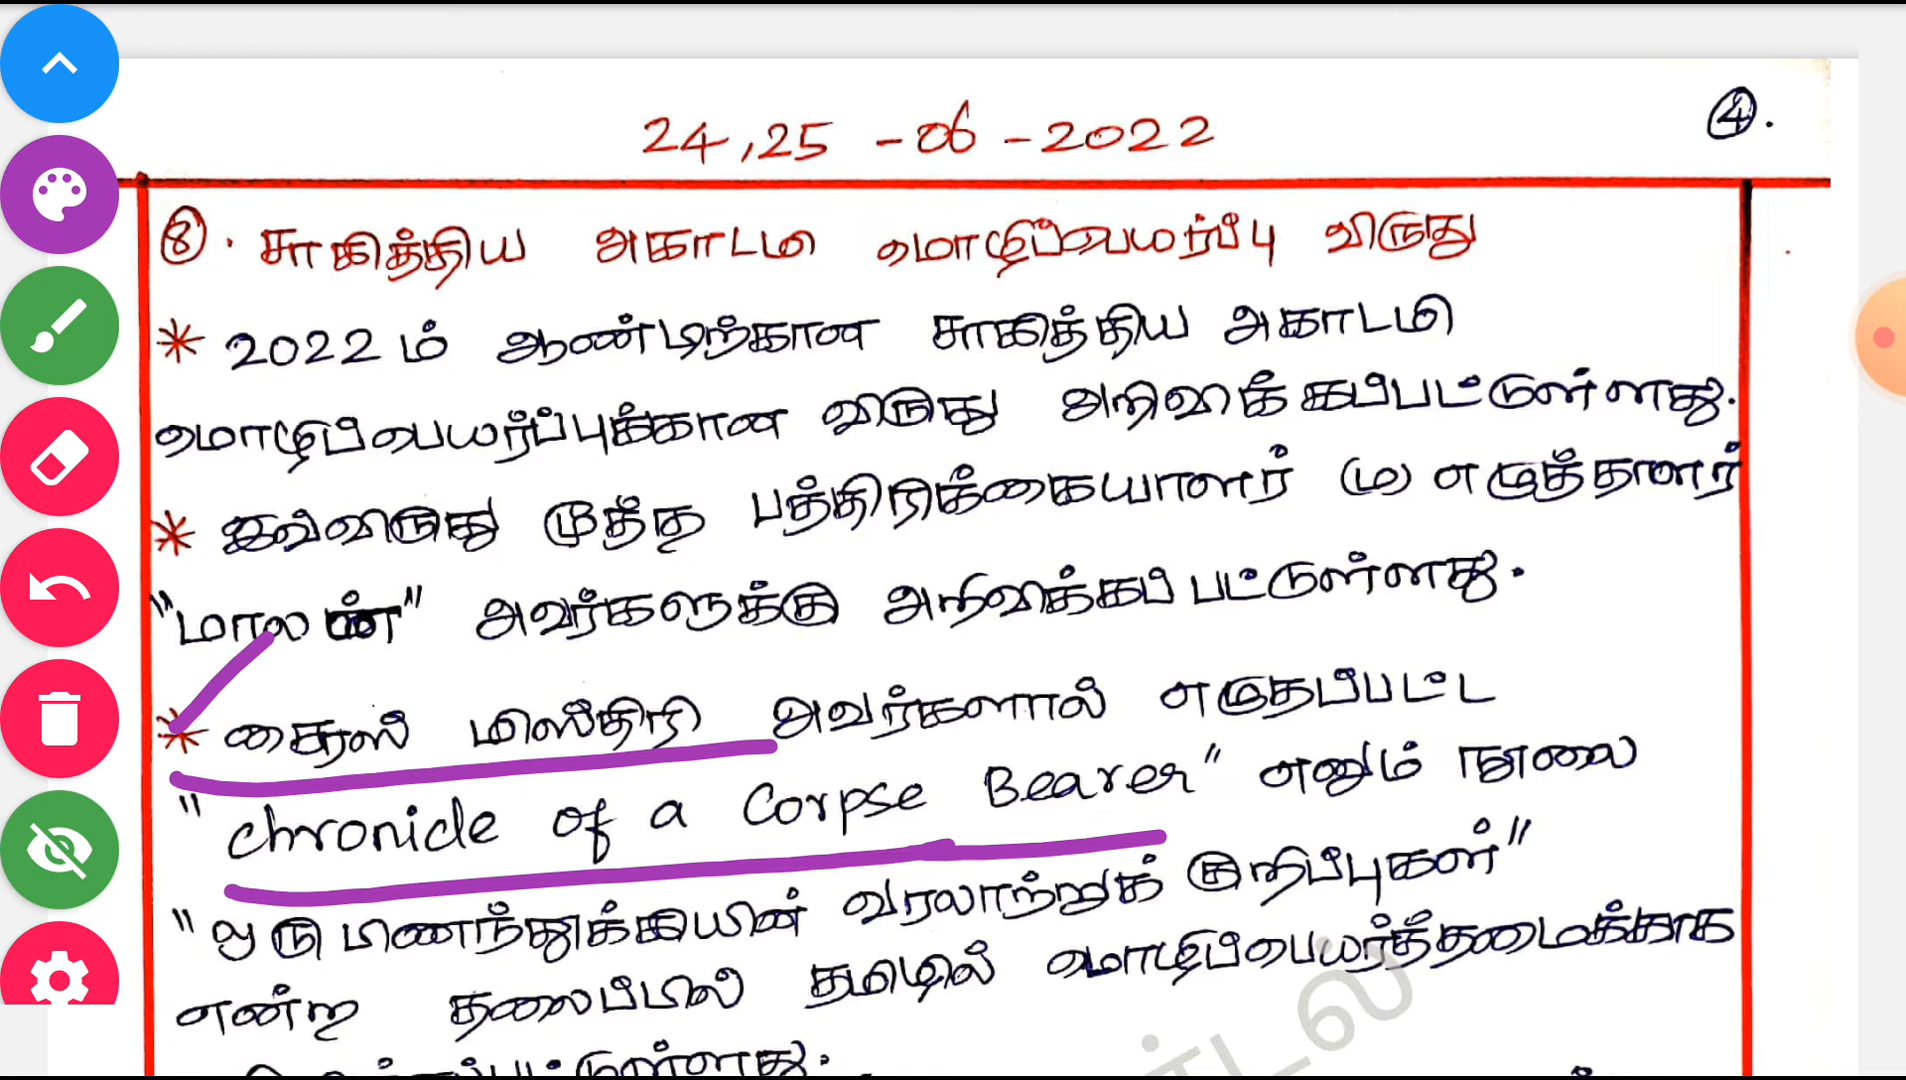 24,25 -06 -2022
4.
8. சாகித்திய அகாடமி மொழிப்பெயர்ப்பு விருது
* 2022 ம் ஆண்டிற்கான சாகித்திய அகாடமி
மொழிப்பெயர்ப்புக்கான விருது அறிவிக்கப்பட்டுள்ளது.
* இவ்விருது மூத்த பத்திரிக்கையாளர் (ம) எழுத்தாளர்
"மாலன்" அவர்களுக்கு அறிவிக்கப்பட்டுள்ளது.
* சைரஸ் மிஸ்திரி அவர்களால் எழுதப்பட்ட
"chronicle of a Corpse Bearer" எனும் நூலை
"ஒரு பிணந்தூக்கியின் வரலாற்றுக் குறிப்புகள்"
என்ற தலைப்பில் தமிழில் மொழிப்பெயர்த்தமைக்காக